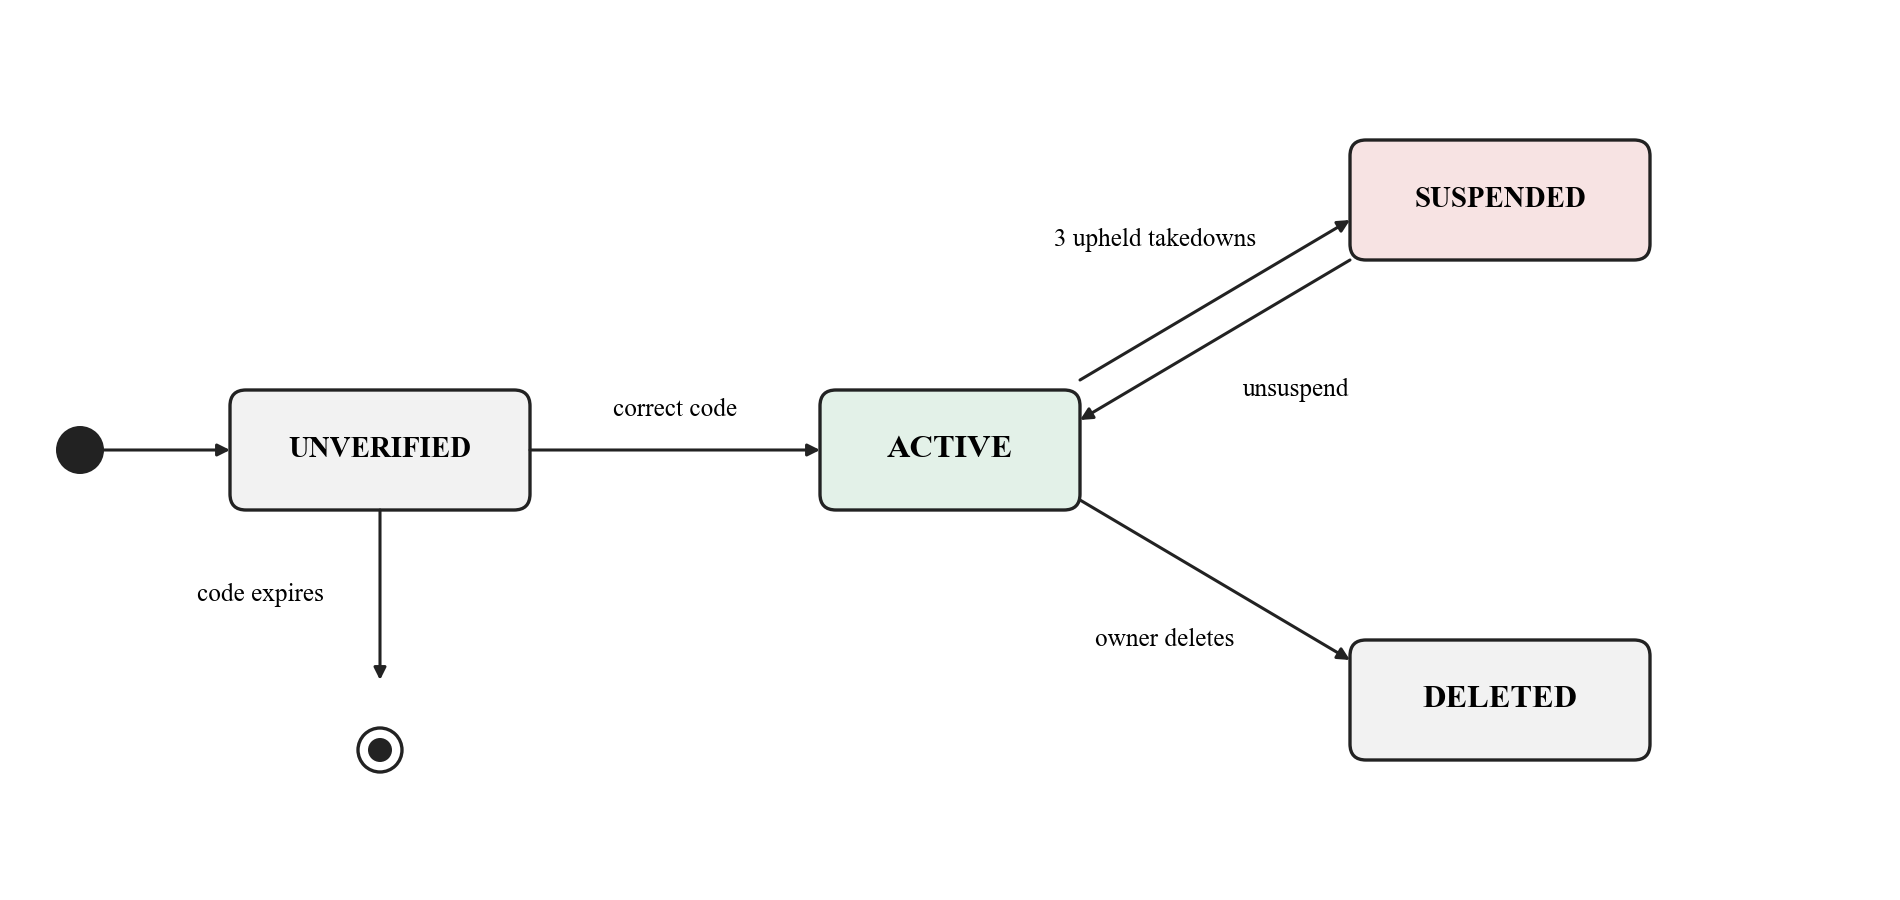 SUSPENDED
3 upheld takedowns
unsuspend
correct code
UNVERIFIED
ACTIVE
code expires
owner deletes
DELETED